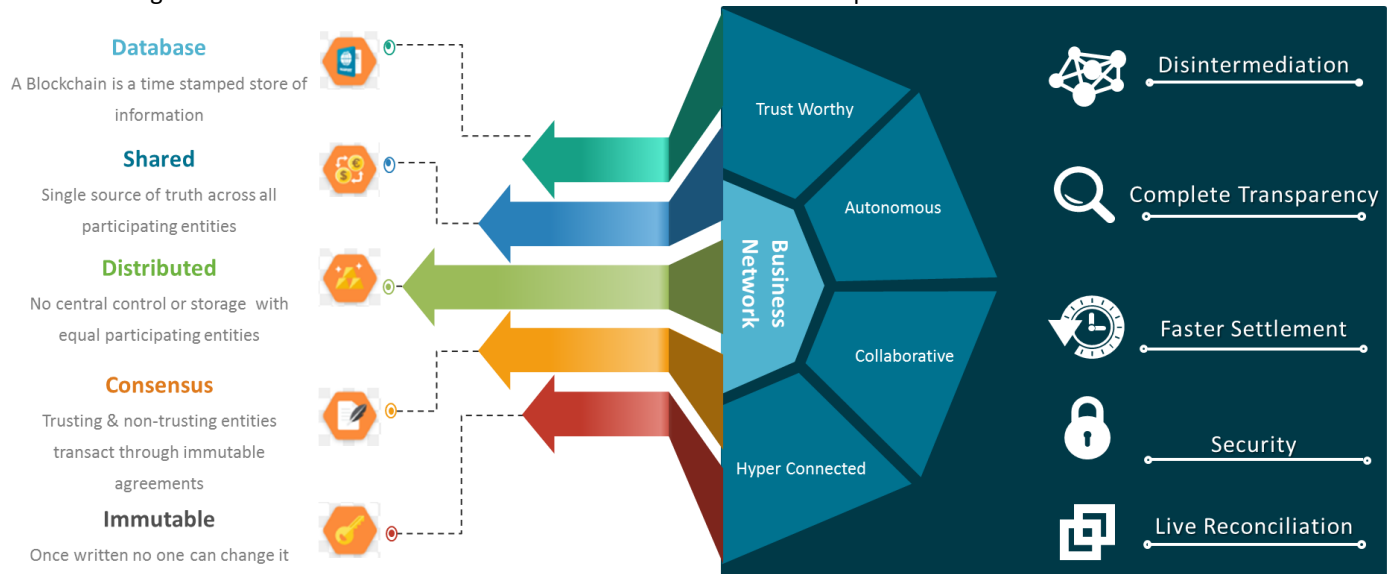 Database
A Blockchain is a time stamped store of
information
Shared
Single source of truth across all
participating entities
Distributed
No central control or storage with
equal participating entities
Consensus
Trusting & non-trusting entities
transact through immutable
agreements
Immutable
Once written no one can change it
Business
Network
Trust Worthy
Autonomous
Collaborative
Hyper Connected
Disintermediation
Complete Transparency
Faster Settlement
Security
Live Reconciliation